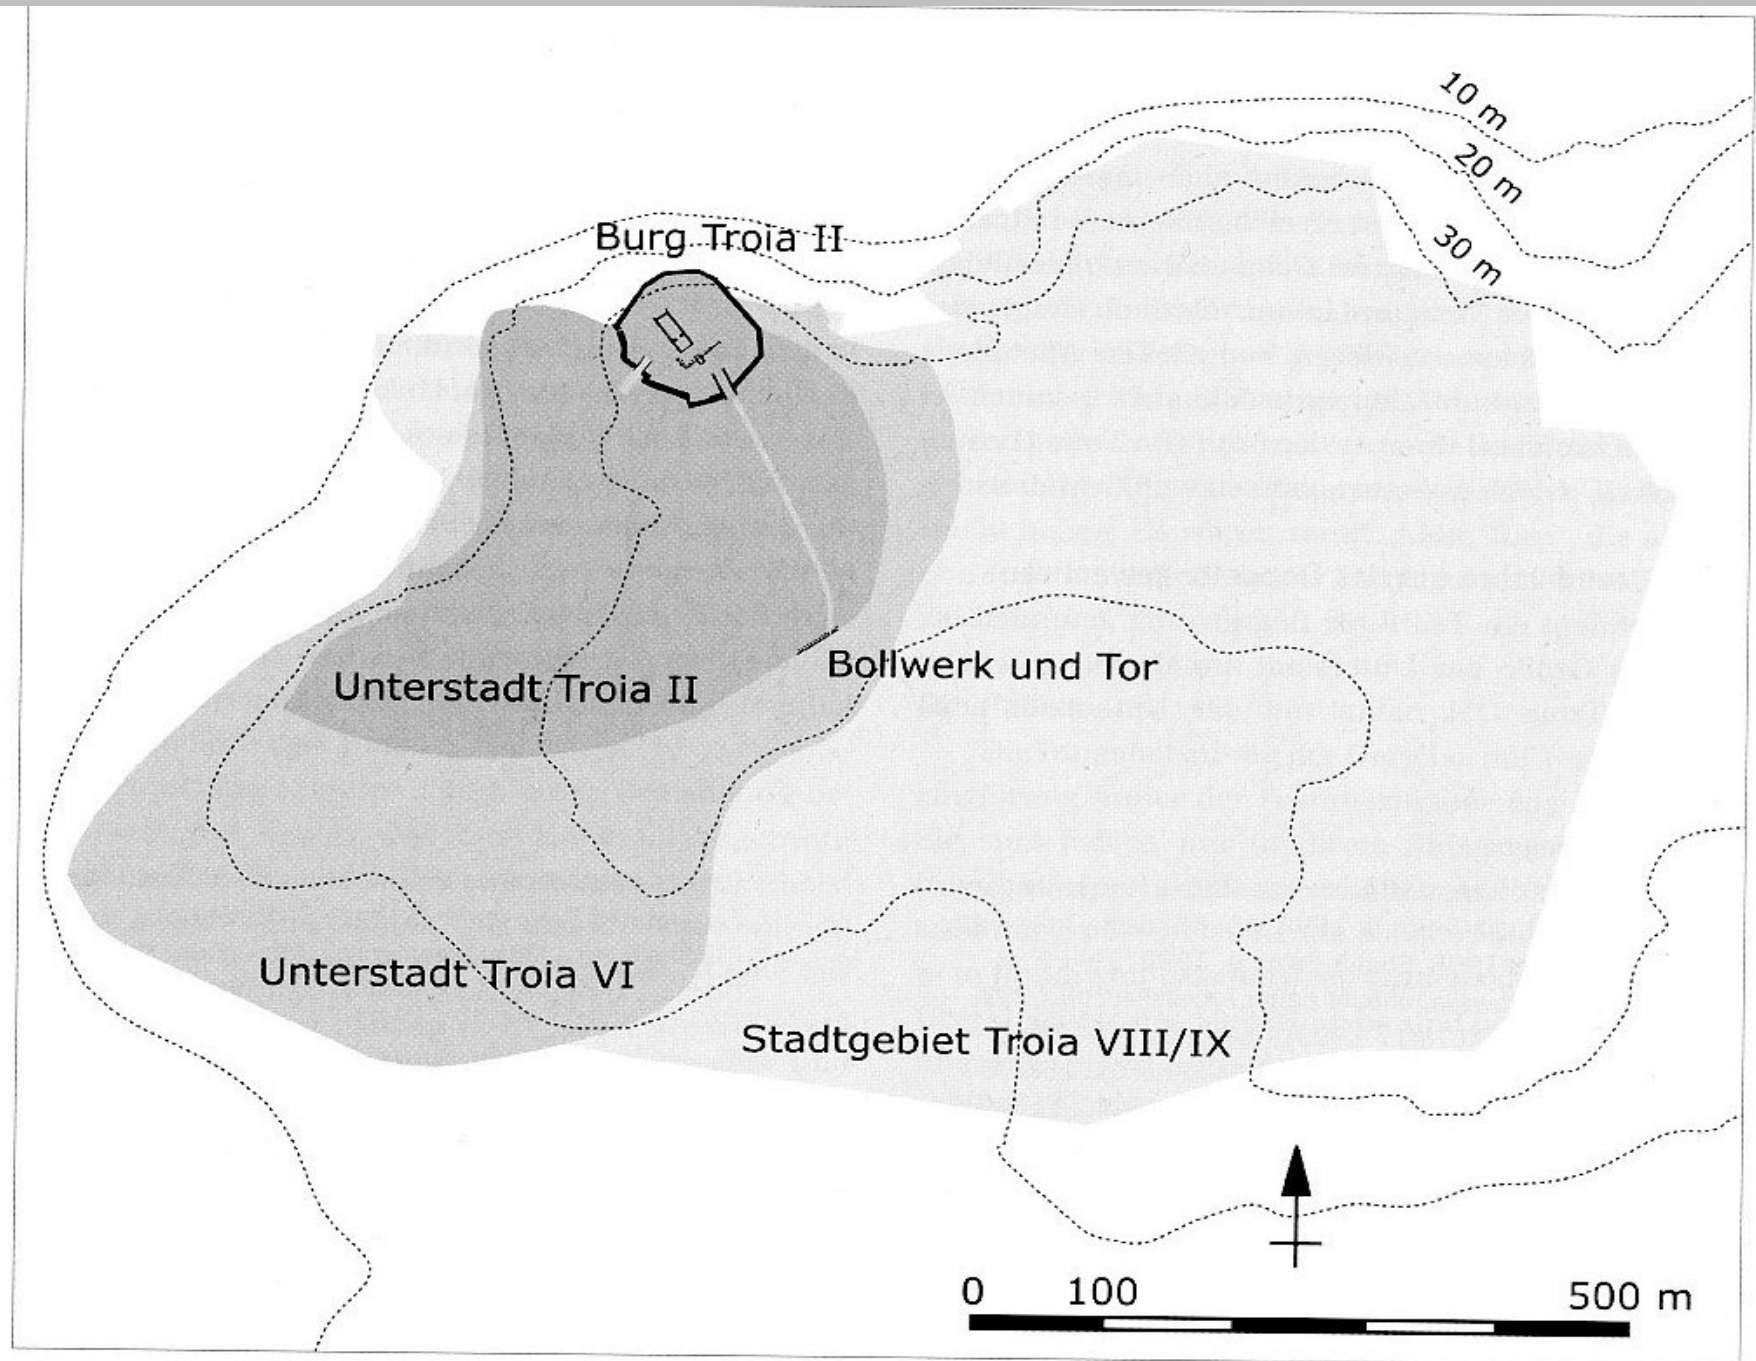 10 m
20 m
30 m
Burg Troia II
Bollwerk und Tor
Unterstadt Troia II
Unterstadt Troia VI
Stadtgebiet Troia VIII/IX
0 100 500 m